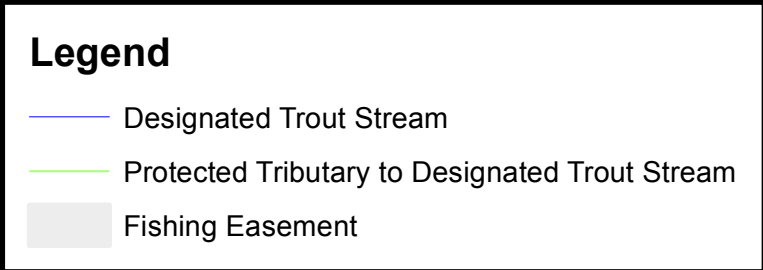 Legend
Designated Trout Stream
Protected Tributary to Designated Trout Stream
Fishing Easement